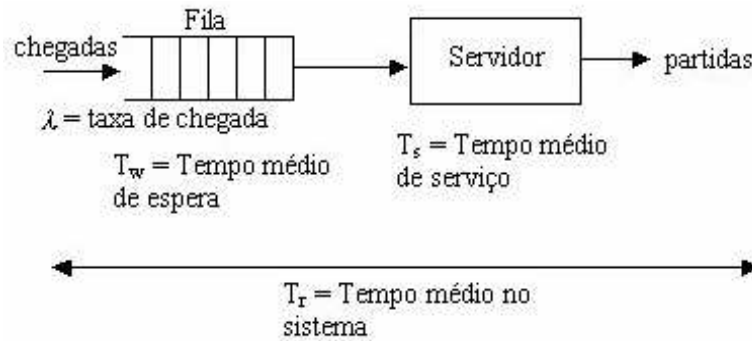 Fila
chegadas
Servidor
partidas
λ = taxa de chegada
T_w = Tempo médio
de espera
T_s = Tempo médio
de serviço
T_r = Tempo médio no
sistema